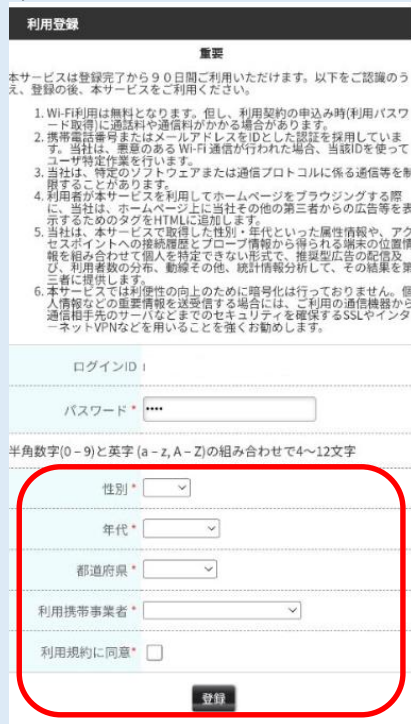 利用登録
重要
本サービスは登録完了から９０日間ご利用いただけます。以下をご認識のう
え、登録の後、本サービスをご利用ください。
1. Wi-Fi利用は無料となります。但し、利用契約の申込み時(利用パスワ
ード取得)に通話料や通信料がかかる場合があります。
2. 携帯電話番号またはメールアドレスをIDとした認証を採用していま
す。当社は、悪意のある Wi-Fi 通信が行われた場合、当該IDを使って
ユーザ特定作業を行います。
3. 当社は、特定のソフトウェアまたは通信プロトコルに係る通信等を制
限することがあります。
4. 利用者が本サービスを利用してホームページをブラウジングする際
に、当社は、ホームページ上に当社その他の第三者からの広告等を表
示するためのタグをHTMLに追加します。
5. 当社は、本サービスで取得した性別・年代といった属性情報や、アク
セスポイントへの接続履歴とプローブ情報から得られる端末の位置情
報を組み合わせて個人を特定できない形式で、推奨型広告の配信及
び、利用者数の分布、動線その他、統計情報分析して、その結果を第
三者に提供します。
6. 本サービスでは利便性の向上のために暗号化は行っておりません。個
人情報などの重要情報を送受信する場合には、ご利用の通信機器から
通信相手先のサーバなどまでのセキュリティを確保するSSLやインタ
ーネットVPNなどを用いることを強くお勧めします。
ログインID
パスワード * ••••
半角数字(0 – 9)と英字 (a – z, A – Z)の組み合わせで4～12文字
性別 *
年代 *
都道府県 *
利用携帯事業者 *
利用規約に同意*
登録